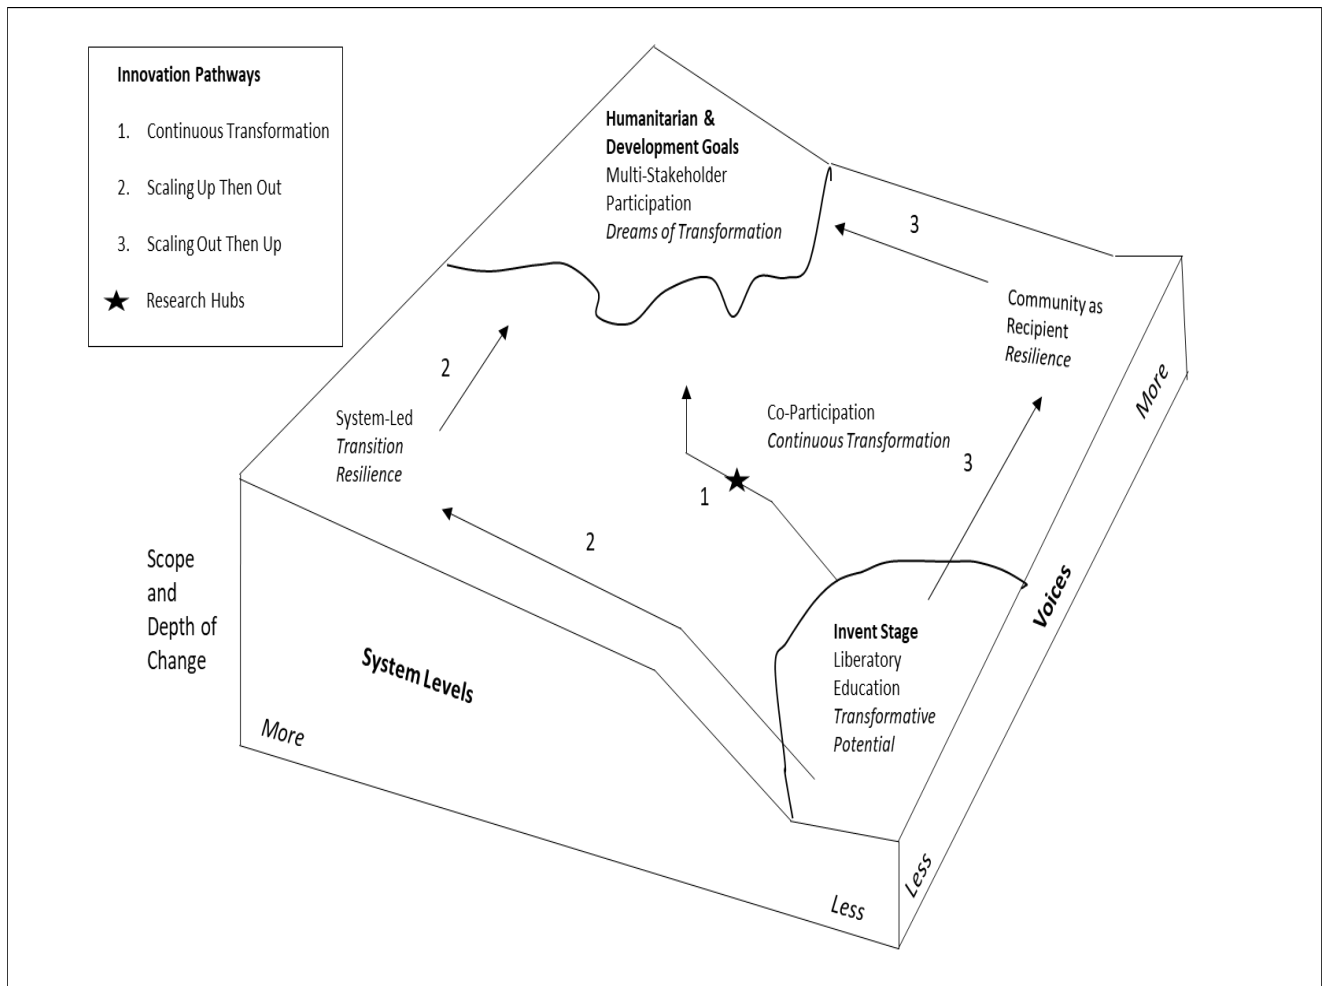 Innovation Pathways
1. Continuous Transformation
2. Scaling Up Then Out
3. Scaling Out Then Up
★ Research Hubs
Humanitarian &
Development Goals
Multi-Stakeholder
Participation
Dreams of Transformation
3
Community as
Recipient
Resilience
2
System-Led
Transition
Resilience
Co-Participation
Continuous Transformation
3
1
2
More
Voices
Less
Invent Stage
Liberatory
Education
Transformative
Potential
Scope
and
Depth of
Change
System Levels
More
Less